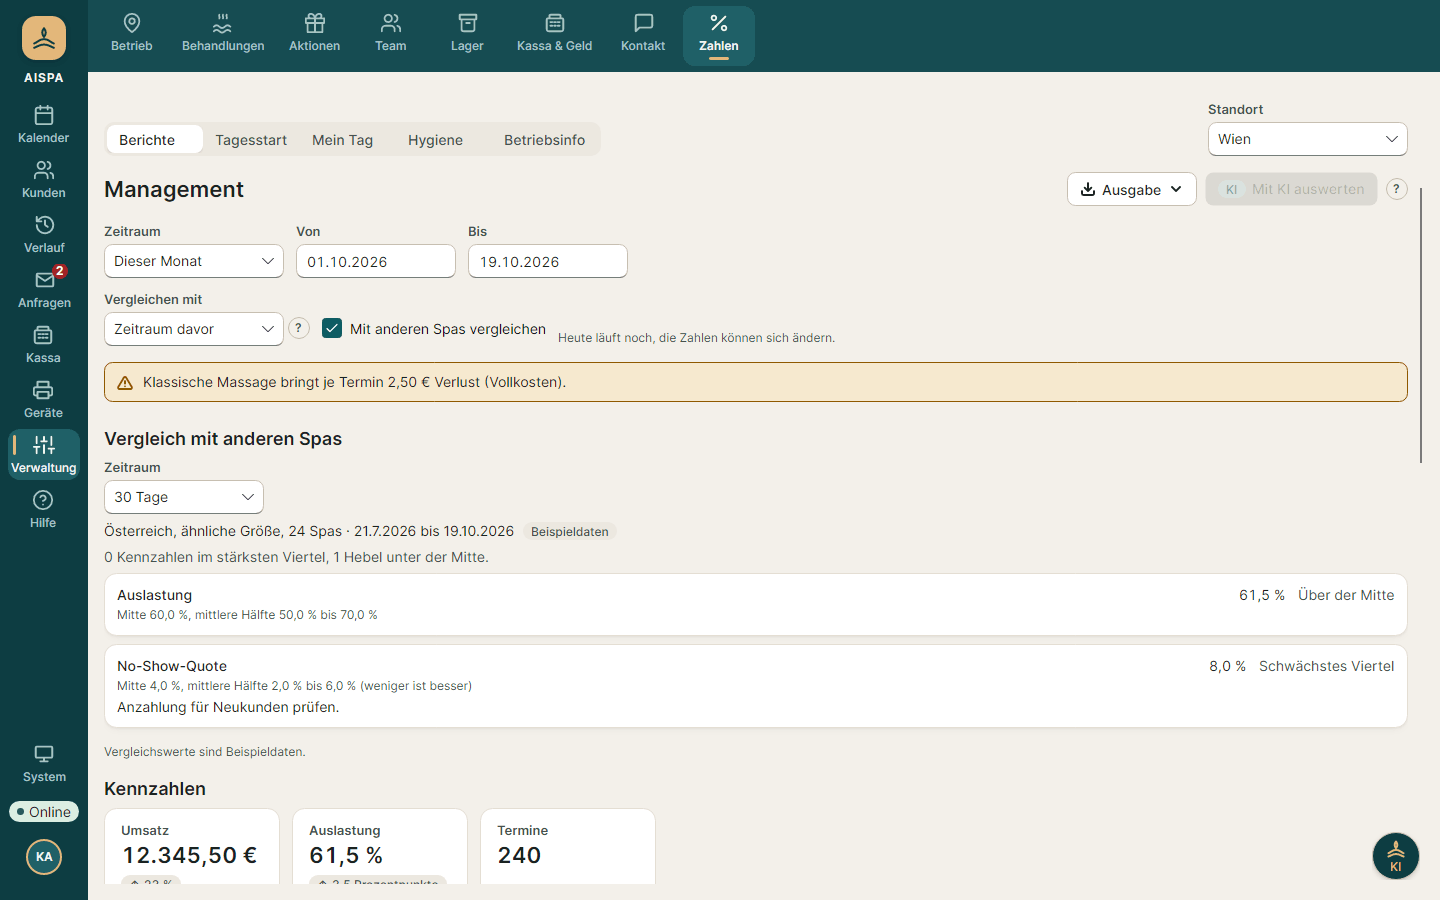 AISPA
Betrieb
Behandlungen
Aktionen
Team
Lager
Kassa & Geld
Kontakt
Zahlen
Kalender
Kunden
Verlauf
2
Anfragen
Kassa
Geräte
Verwaltung
Hilfe
System
Online
KA
Standort
Wien
Berichte
Tagesstart
Mein Tag
Hygiene
Betriebsinfo
Management
Ausgabe
KI Mit KI auswerten
?
Zeitraum
Von
Bis
Dieser Monat
01.10.2026
19.10.2026
Vergleichen mit
Zeitraum davor
?
Mit anderen Spas vergleichen
Heute läuft noch, die Zahlen können sich ändern.
Klassische Massage bringt je Termin 2,50 € Verlust (Vollkosten).
Vergleich mit anderen Spas
Zeitraum
30 Tage
Österreich, ähnliche Größe, 24 Spas · 21.7.2026 bis 19.10.2026 Beispieldaten
0 Kennzahlen im stärksten Viertel, 1 Hebel unter der Mitte.
Auslastung
61,5 % Über der Mitte
Mitte 60,0 %, mittlere Hälfte 50,0 % bis 70,0 %
No-Show-Quote
8,0 % Schwächstes Viertel
Mitte 4,0 %, mittlere Hälfte 2,0 % bis 6,0 % (weniger ist besser)
Anzahlung für Neukunden prüfen.
Vergleichswerte sind Beispieldaten.
Kennzahlen
Umsatz
12.345,50 €
Auslastung
61,5 %
Termine
240
KI